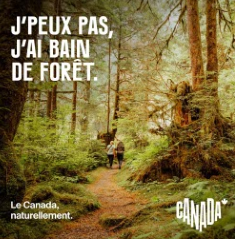 J'PEUX PAS,
J'AI BAIN
DE FORÊT.
Le Canada,
naturellement.
CANADA